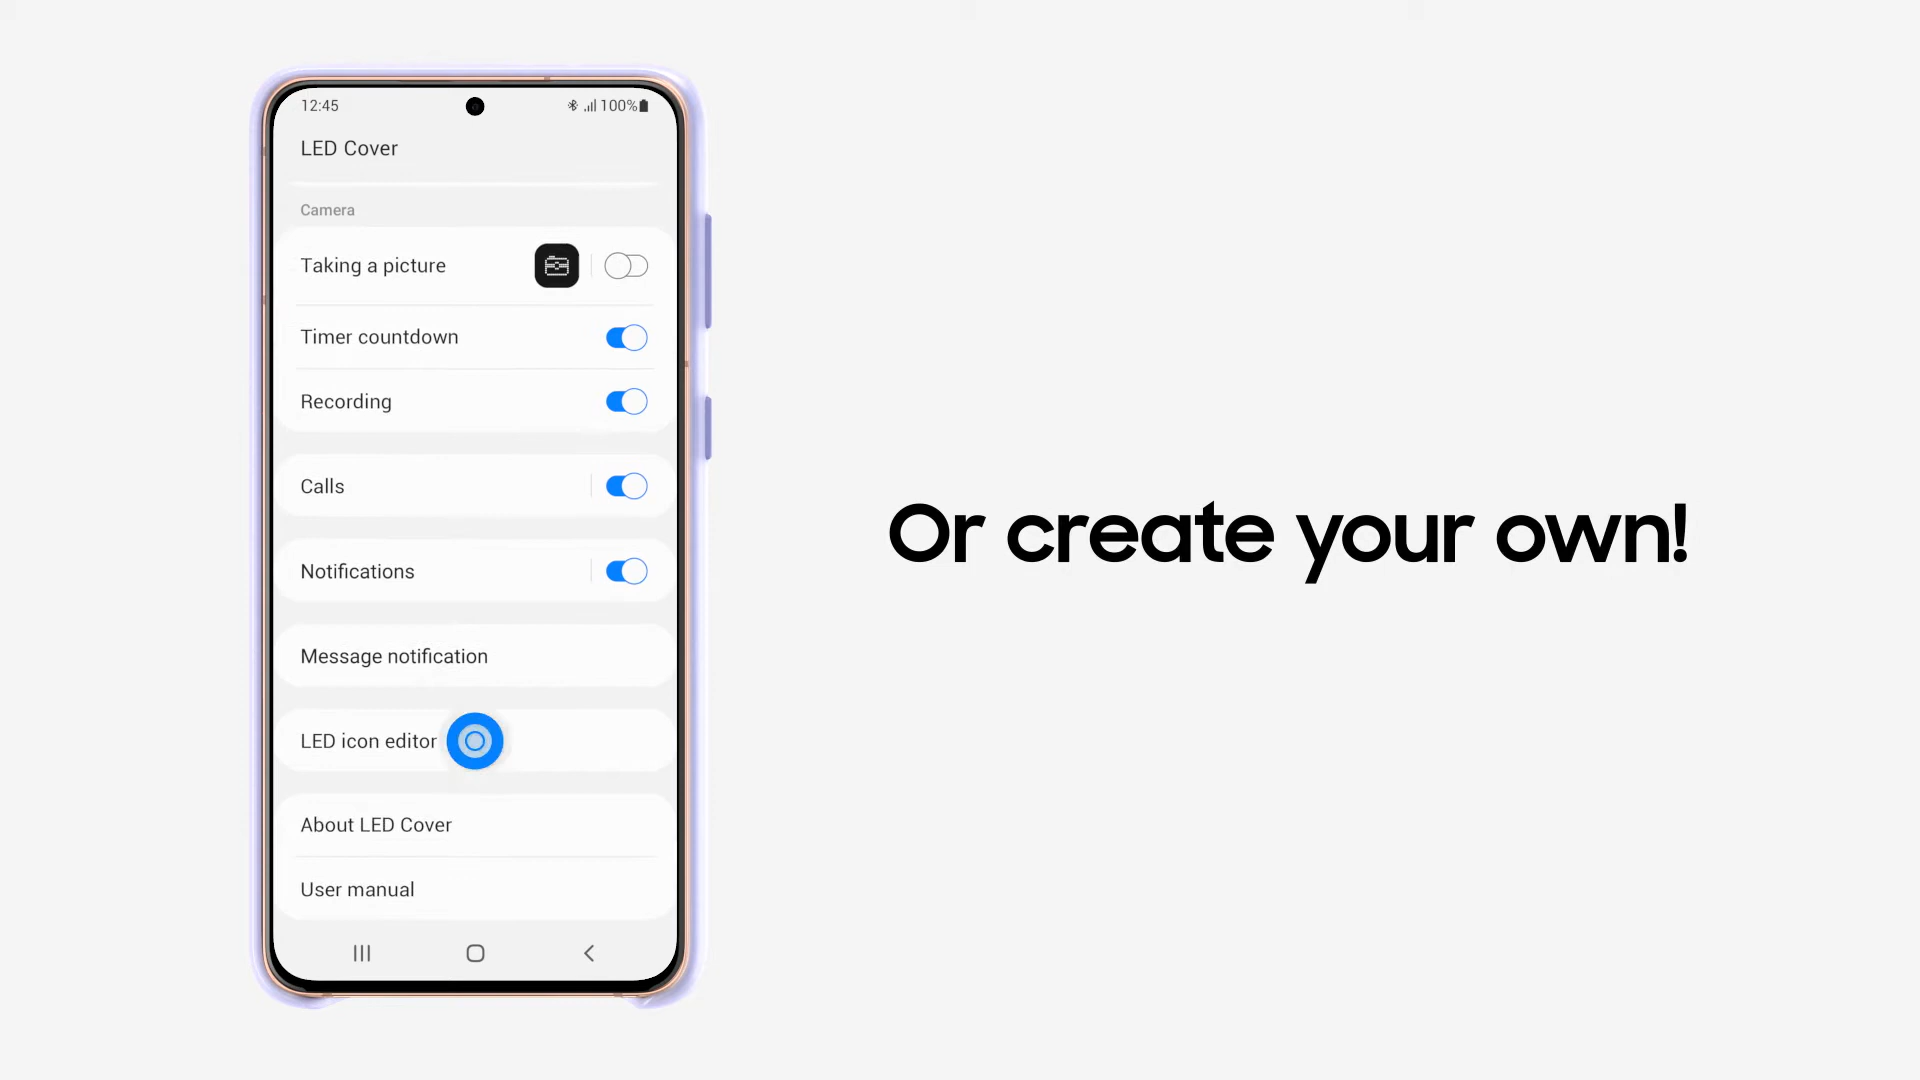 12:45
100%
LED Cover
Camera
Taking a picture
Timer countdown
Recording
Calls
Notifications
Message notification
LED icon editor
About LED Cover
User manual
Or create your own!